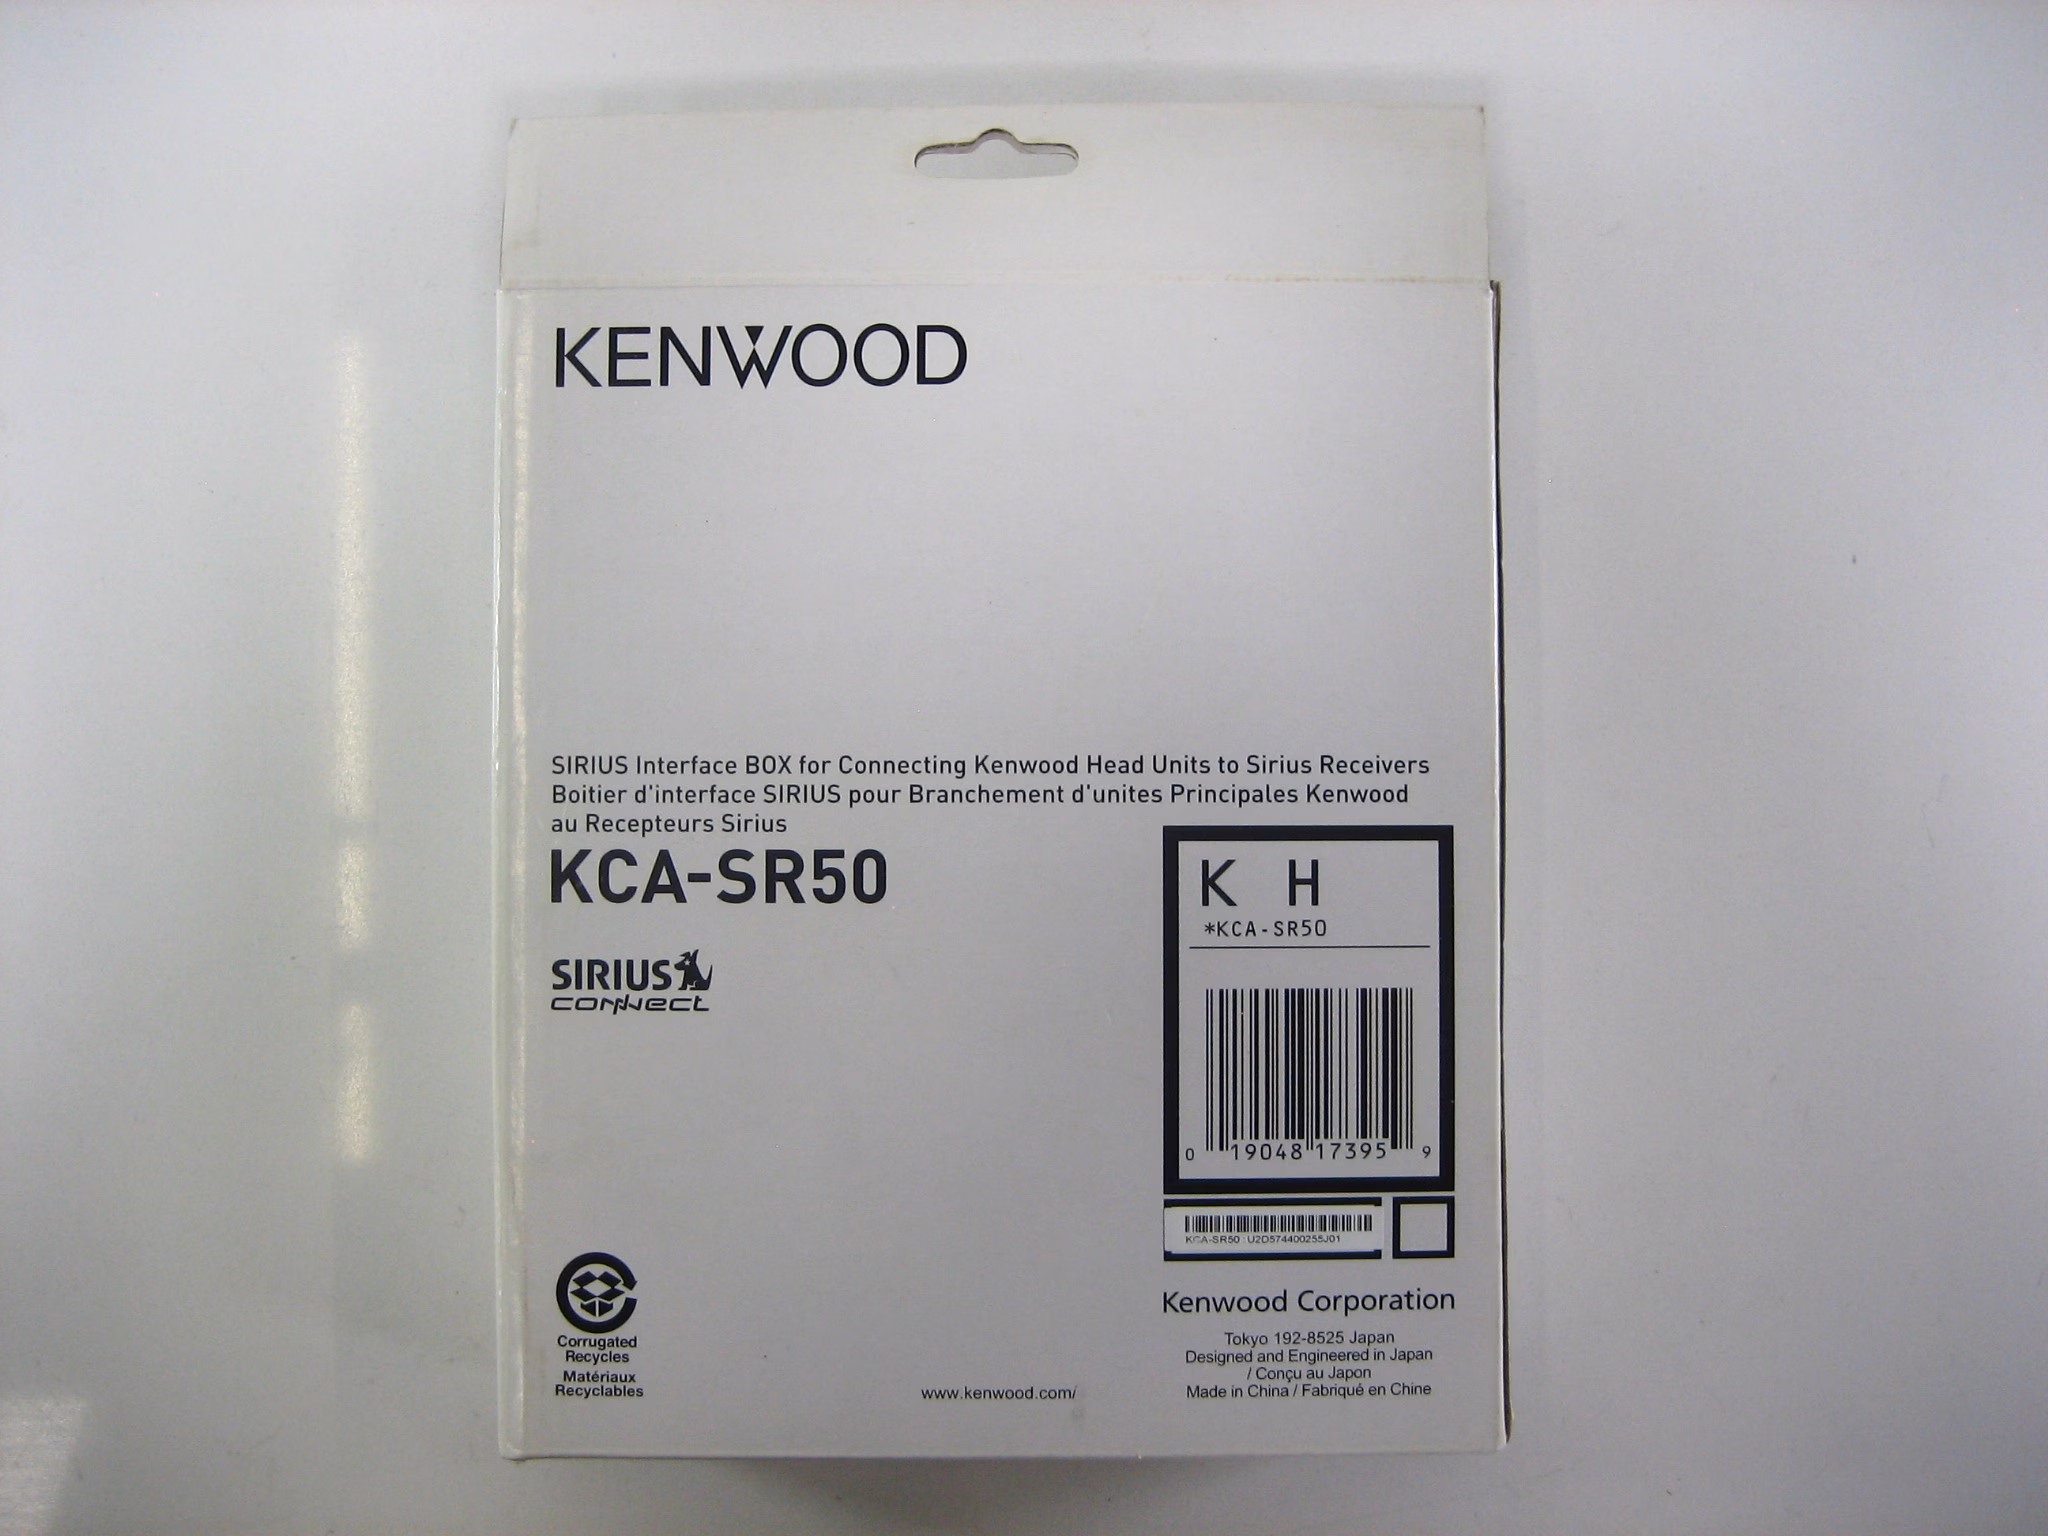 KENWOOD
SIRIUS Interface BOX for Connecting Kenwood Head Units to Sirius Receivers
Boitier d'interface SIRIUS pour Branchement d'unites Principales Kenwood
au Recepteurs Sirius
KCA-SR50
SIRIUS
connect
K H
*KCA-SR50
0 19048 17395 9
KCA-SR50 : U2D574400255J01
Kenwood Corporation
Tokyo 192-8525 Japan
Designed and Engineered in Japan
/ Conçu au Japon
Made in China / Fabriqué en Chine
Corrugated
Recycles
Matériaux
Recyclables
www.kenwood.com/